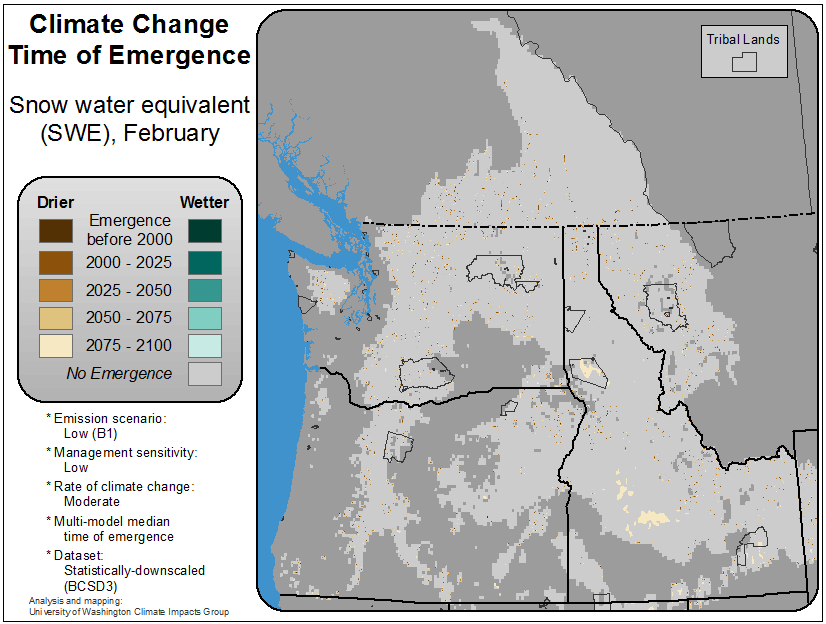 Climate Change
Time of Emergence
Snow water equivalent
(SWE), February
Drier
Wetter
Emergence
before 2000
2000 - 2025
2025 - 2050
2050 - 2075
2075 - 2100
No Emergence
* Emission scenario:
Low (B1)
* Management sensitivity:
Low
* Rate of climate change:
Moderate
* Multi-model median
time of emergence
* Dataset:
Statistically-downscaled
(BCSD3)
Analysis and mapping:
University of Washington Climate Impacts Group
Tribal Lands